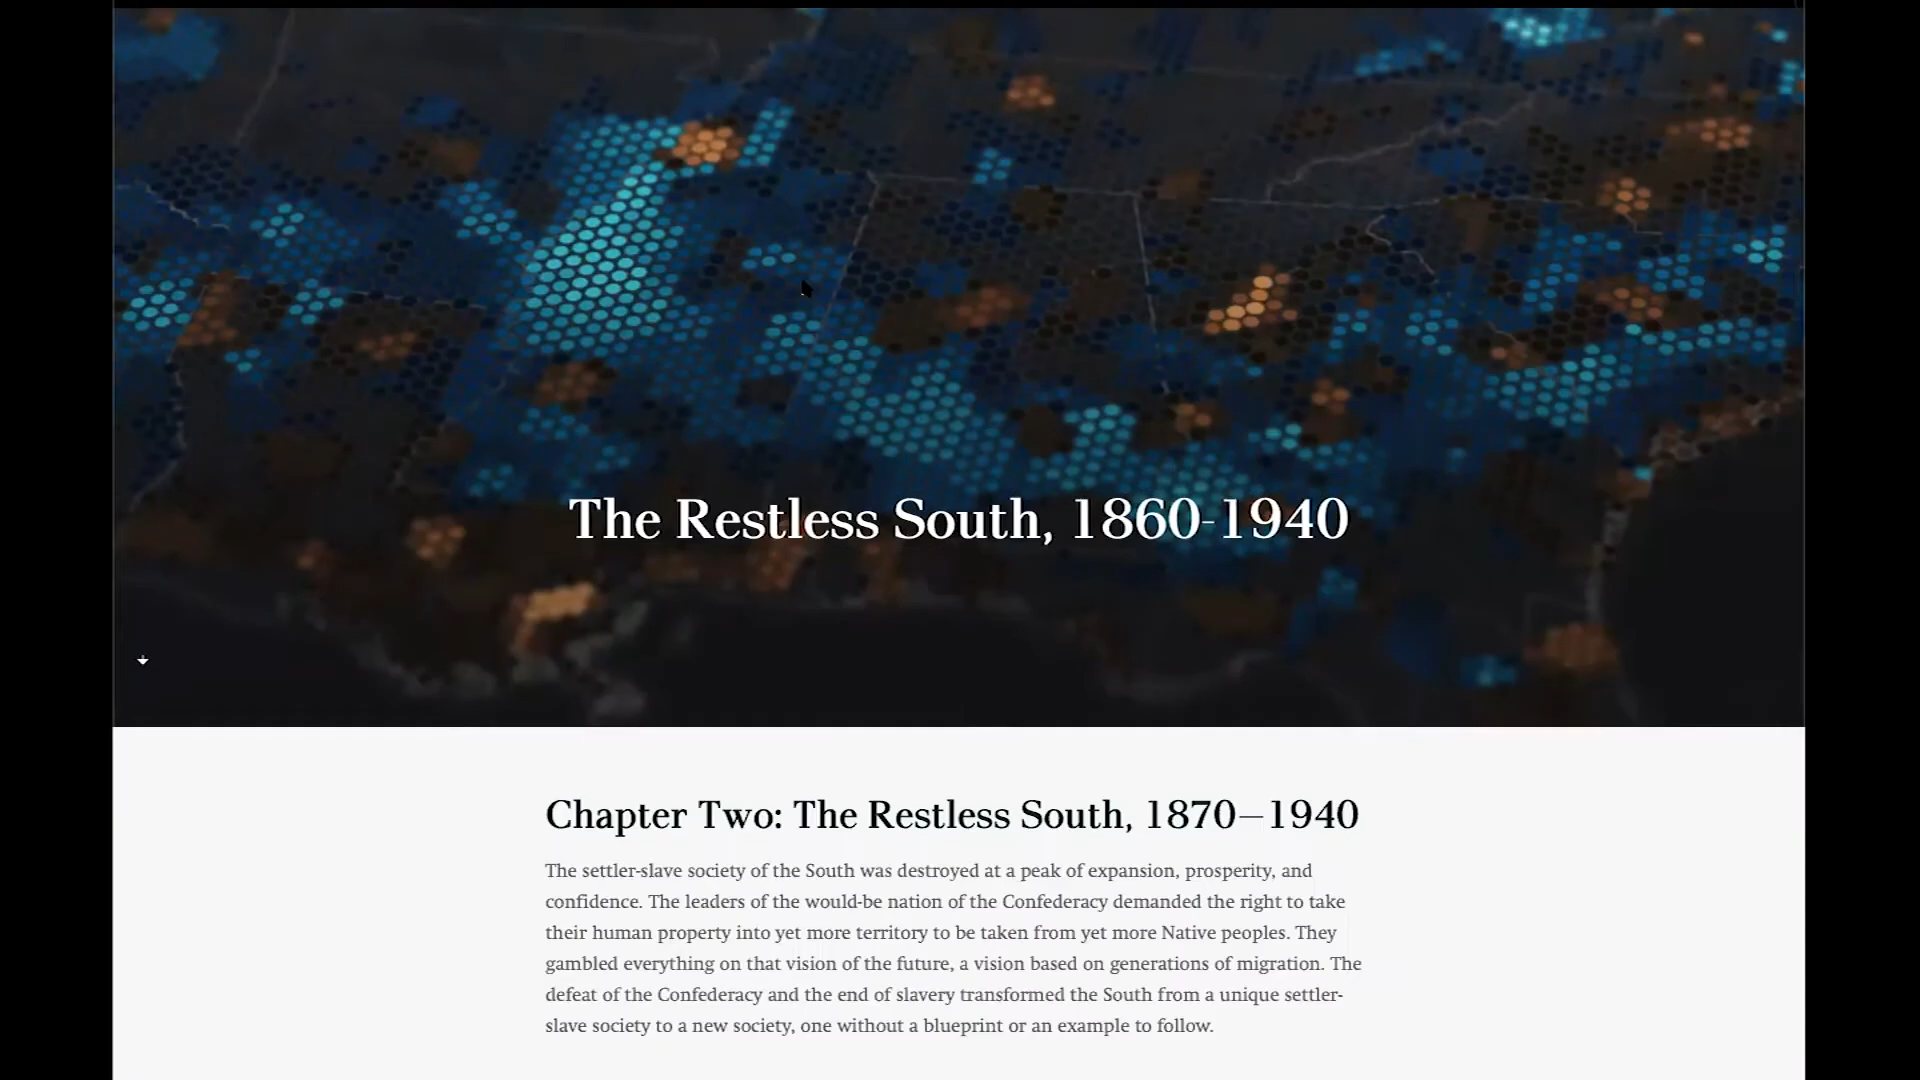 The Restless South, 1860-1940
Chapter Two: The Restless South, 1870—1940
The settler-slave society of the South was destroyed at a peak of expansion, prosperity, and
confidence. The leaders of the would-be nation of the Confederacy demanded the right to take
their human property into yet more territory to be taken from yet more Native peoples. They
gambled everything on that vision of the future, a vision based on generations of migration. The
defeat of the Confederacy and the end of slavery transformed the South from a unique settler-
slave society to a new society, one without a blueprint or an example to follow.